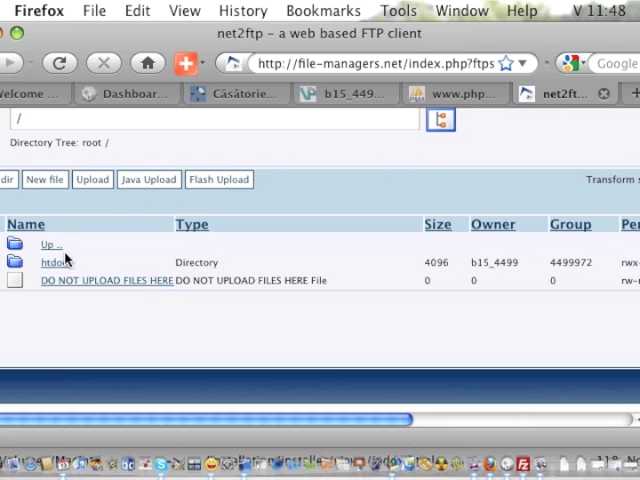 Firefox File Edit View History Bookmarks Tools Window Help V 11:48
net2ftp – a web based FTP client
http://file-managers.net/index.php?ftps Google
elcome ... Dashboar... Căsătorie... b15_449... www.php... net2ft...
/
Directory Tree: root /
dir New file Upload Java Upload Flash Upload Transform s
Name Type Size Owner Group Per
Up ..
htdo Directory 4096 b15_4499 4499972 rwx-
DO NOT UPLOAD FILES HERE DO NOT UPLOAD FILES HERE File 0 0 0 rw-r